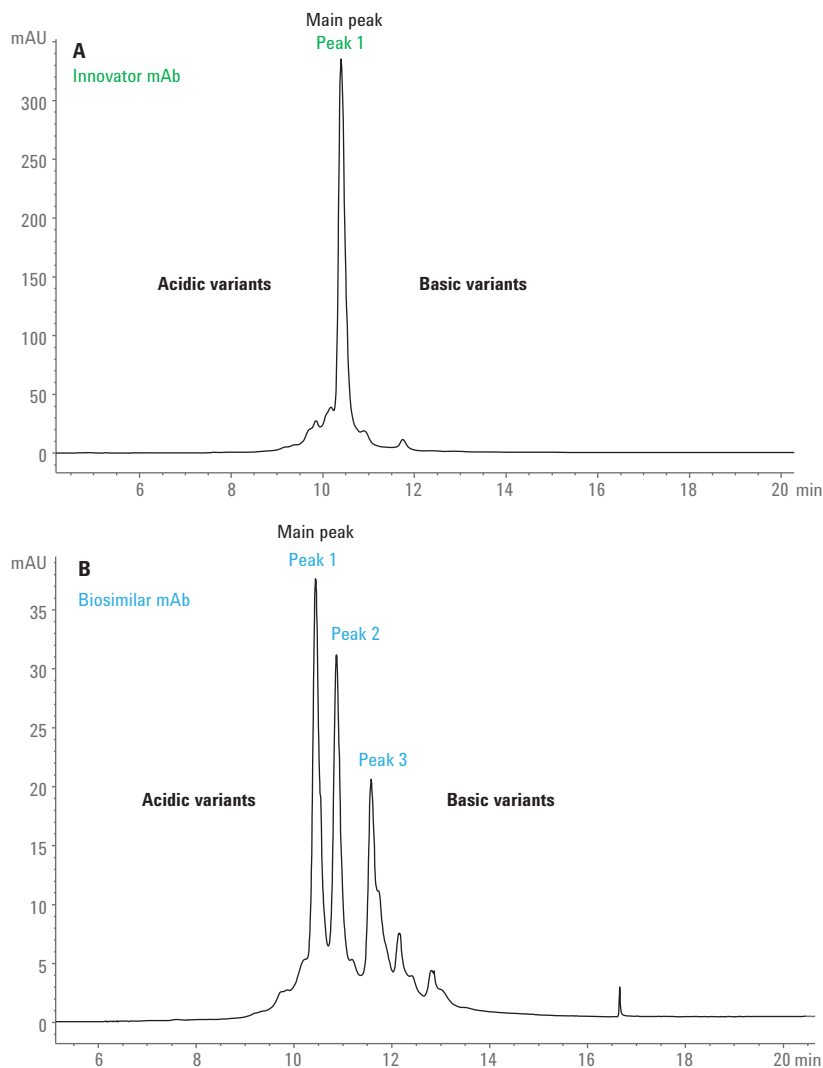 Main peak
mAU
A
Peak 1
Innovator mAb
300
250
200
150
Acidic variants
Basic variants
100
50
0
6 8 10 12 14 16 18 20 min
Main peak
mAU
B
Peak 1
Biosimilar mAb
35
Peak 2
30
25
Peak 3
20
Acidic variants
Basic variants
15
10
5
0
6 8 10 12 14 16 18 20 min